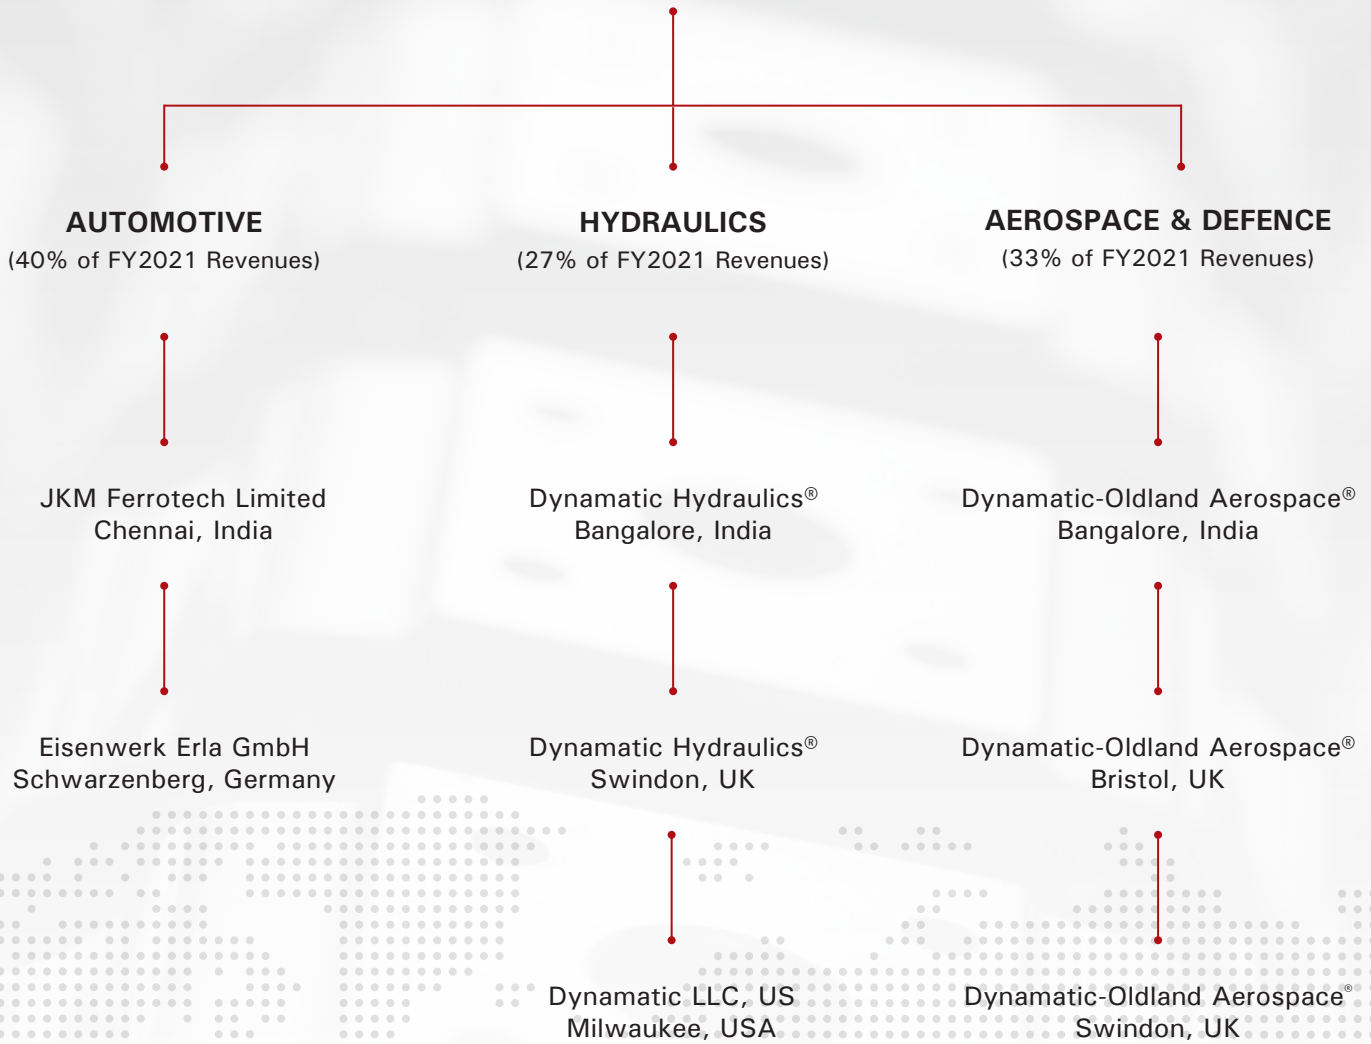 AUTOMOTIVE
(40% of FY2021 Revenues)
JKM Ferrotech Limited
Chennai, India
Eisenwerk Erla GmbH
Schwarzenberg, Germany
HYDRAULICS
(27% of FY2021 Revenues)
Dynamatic Hydraulics®
Bangalore, India
Dynamatic Hydraulics®
Swindon, UK
Dynamatic LLC, US
Milwaukee, USA
AEROSPACE & DEFENCE
(33% of FY2021 Revenues)
Dynamatic-Oldland Aerospace®
Bangalore, India
Dynamatic-Oldland Aerospace®
Bristol, UK
Dynamatic-Oldland Aerospace®
Swindon, UK